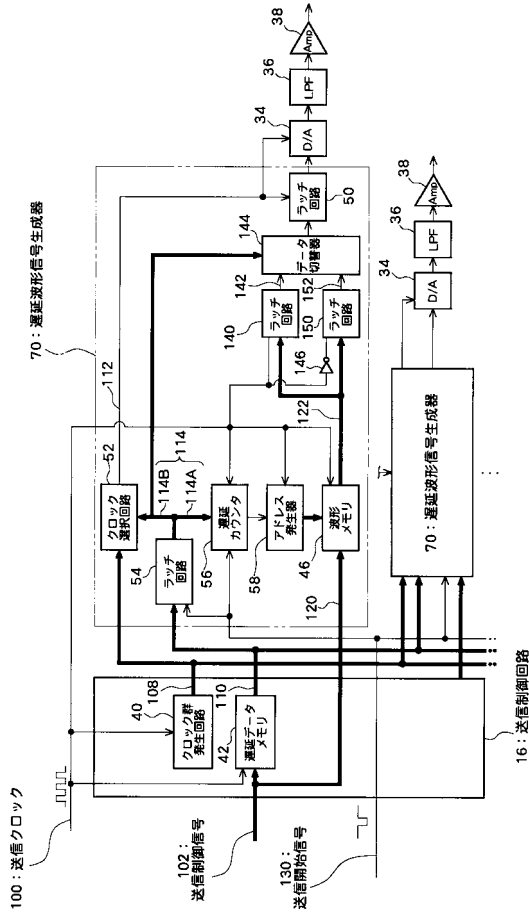 100：送信クロック
102：
送信制御信号
130：
送信開始信号
16：送信制御回路
40
クロック群
発生回路
108
42
遅延データ
メモリ
110
70：遅延波形信号生成器
52
クロック
選択回路
112
54
ラッチ
回路
114B
114A
114
56
遅延
カウンタ
58
アドレス
発生器
46
波形
メモリ
120
122
140
ラッチ
回路
142
146
150
ラッチ
回路
152
144
データ
切替器
50
ラッチ
回路
34
D/A
36
LPF
38
Amp
70：遅延波形信号生成器
34
D/A
36
LPF
38
Amp